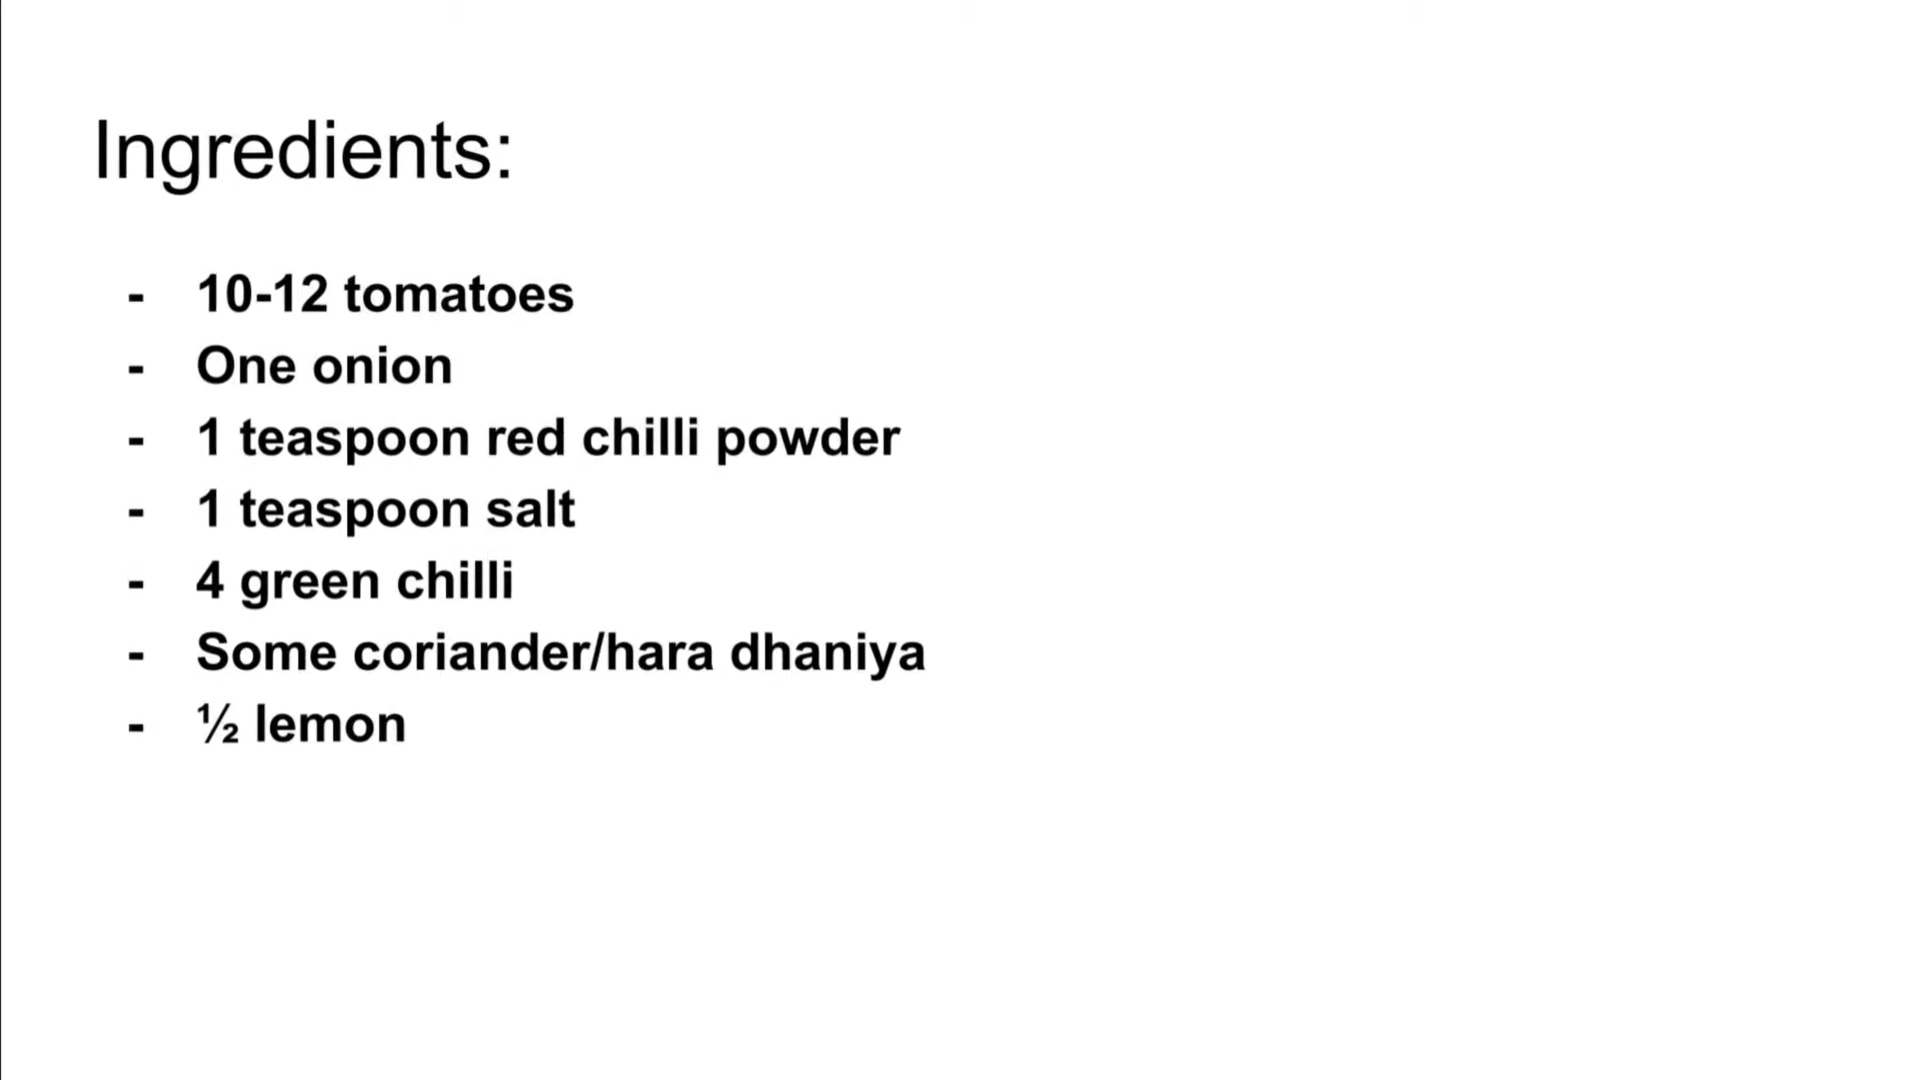 Ingredients:
- 10-12 tomatoes
- One onion
- 1 teaspoon red chilli powder
- 1 teaspoon salt
- 4 green chilli
- Some coriander/hara dhaniya
- ½ lemon